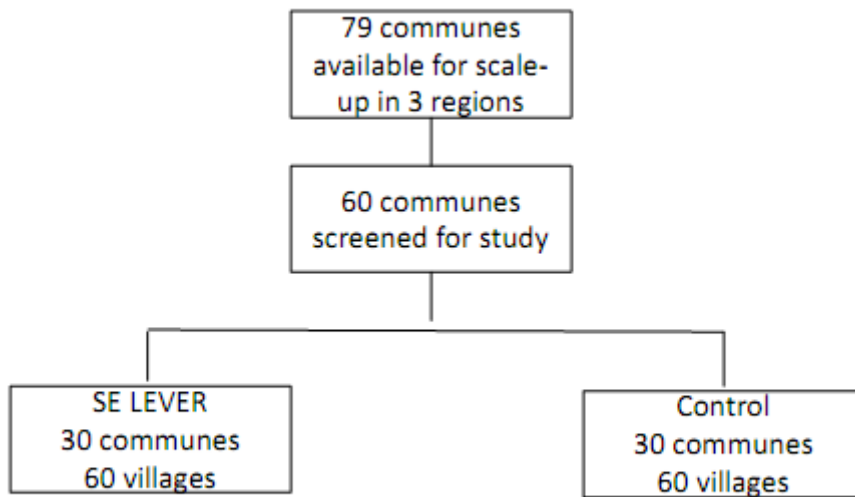 79 communes
available for scale-
up in 3 regions
60 communes
screened for study
SE LEVER
30 communes
60 villages
Control
30 communes
60 villages